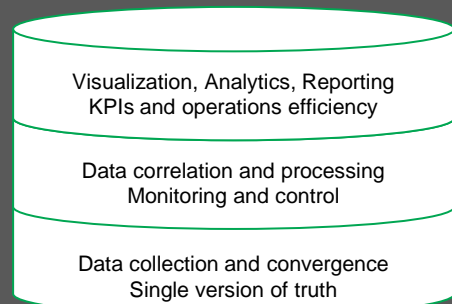 Visualization, Analytics, Reporting
KPIs and operations efficiency
Data correlation and processing
Monitoring and control
Data collection and convergence
Single version of truth